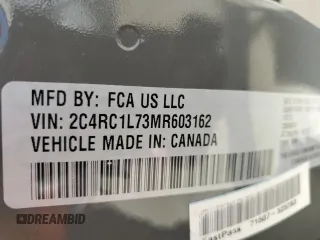 MFD BY: FCA US LLC
VIN: 2C4RC1L73MR603162
VEHICLE MADE IN: CANADA
DREAMBID